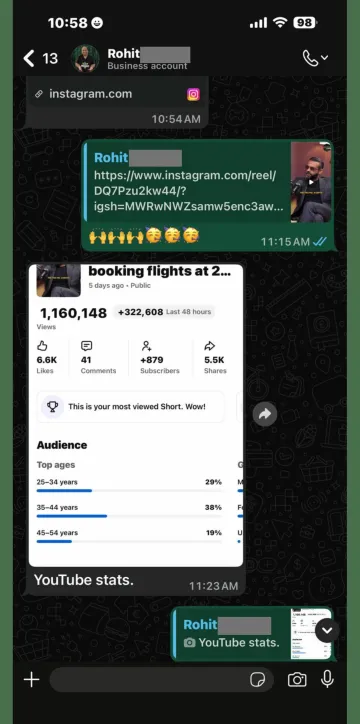 10:58
98
13
Rohit
Business account
instagram.com
10:54 AM
Rohit
https://www.instagram.com/reel/
DQ7Pzu2kw44/?
igsh=MWRwNWZsamw5enc3aw...
🙌🙌🙌🥳🥳🥳
11:15 AM
booking flights at 2...
5 days ago • Public
1,160,148
+322,608 Last 48 hours
Views
6.6K
41
+879
5.5K
Likes
Comments
Subscribers
Shares
This is your most viewed Short. Wow!
Audience
Top ages
G
25–34 years
29%
M
35–44 years
38%
F
45–54 years
19%
U
YouTube stats.
11:23 AM
Rohit
📷 YouTube stats.